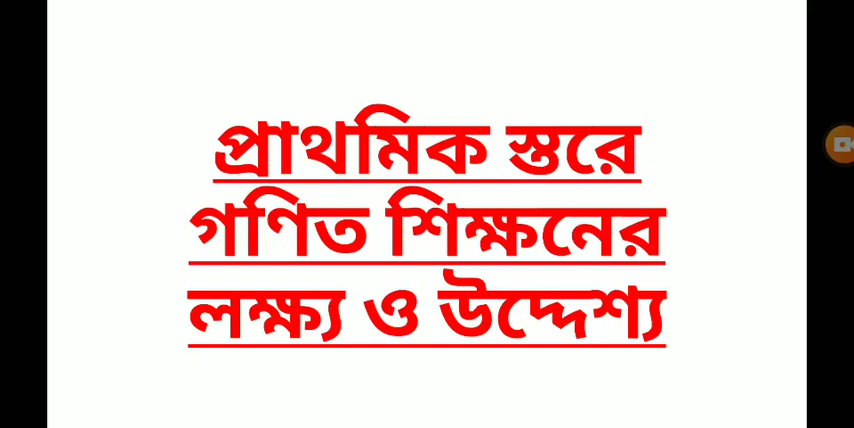 প্রাথমিক স্তরে
গণিত শিক্ষনের
লক্ষ্য ও উদ্দেশ্য